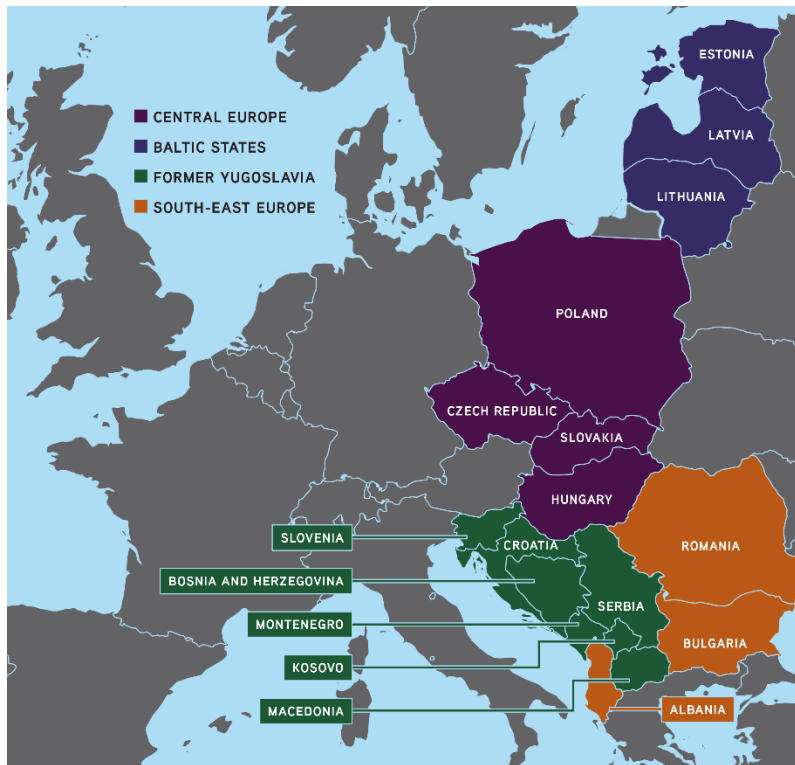 ESTONIA
CENTRAL EUROPE
BALTIC STATES
LATVIA
FORMER YUGOSLAVIA
LITHUANIA
SOUTH-EAST EUROPE
POLAND
CZECH REPUBLIC
SLOVAKIA
HUNGARY
SLOVENIA
CROATIA
ROMANIA
BOSNIA AND HERZEGOVINA
SERBIA
MONTENEGRO
BULGARIA
KOSOVO
MACEDONIA
ALBANIA